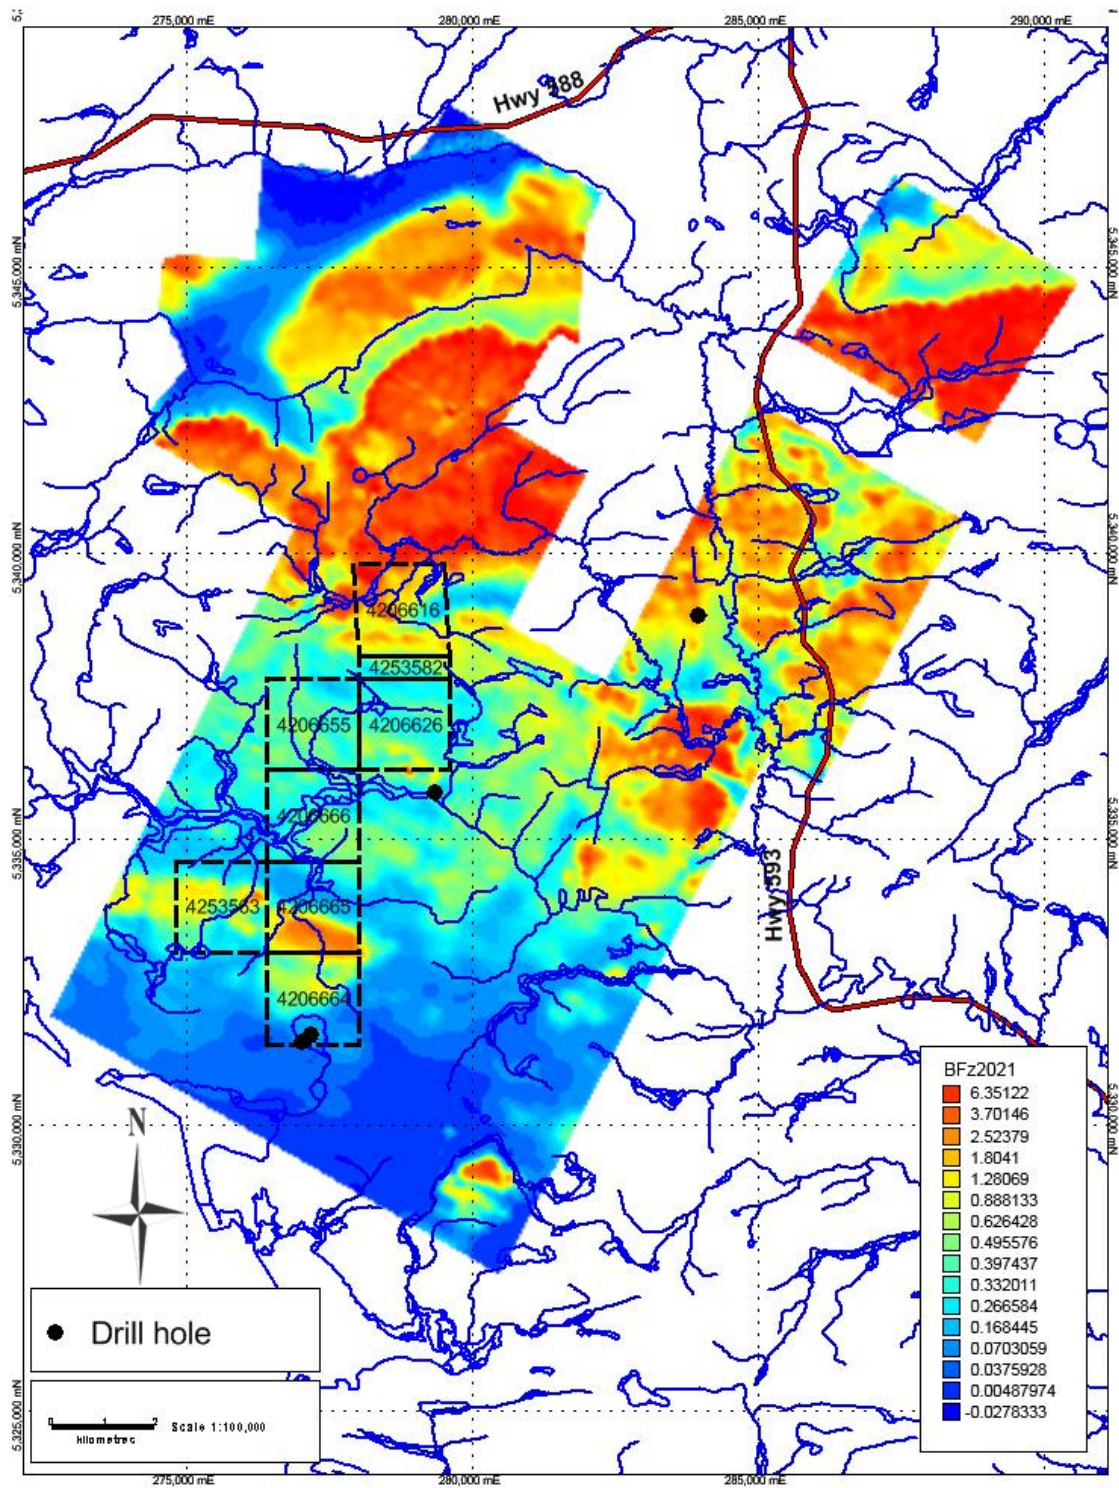 275,000 mE
280,000 mE
285,000 mE
290,000 mE
Hwy 588
5,345,000 mN
5,345,000 mN
5,340,000 mN
5,340,000 mN
4206616
4253582
4206655
4206626
4206666
5,335,000 mN
5,335,000 mN
Hwy 593
4253563
4206665
4206664
5,330,000 mN
5,330,000 mN
N
BFz2021
6.35122
3.70146
2.52379
1.8041
1.28069
0.888133
0.626428
0.495576
0.397437
0.332011
0.266584
0.168445
0.0703059
0.0375928
0.00487974
-0.0278333
Drill hole
5,325,000 mN
0 1 2
kilometres
Scale 1:100,000
275,000 mE
280,000 mE
285,000 mE